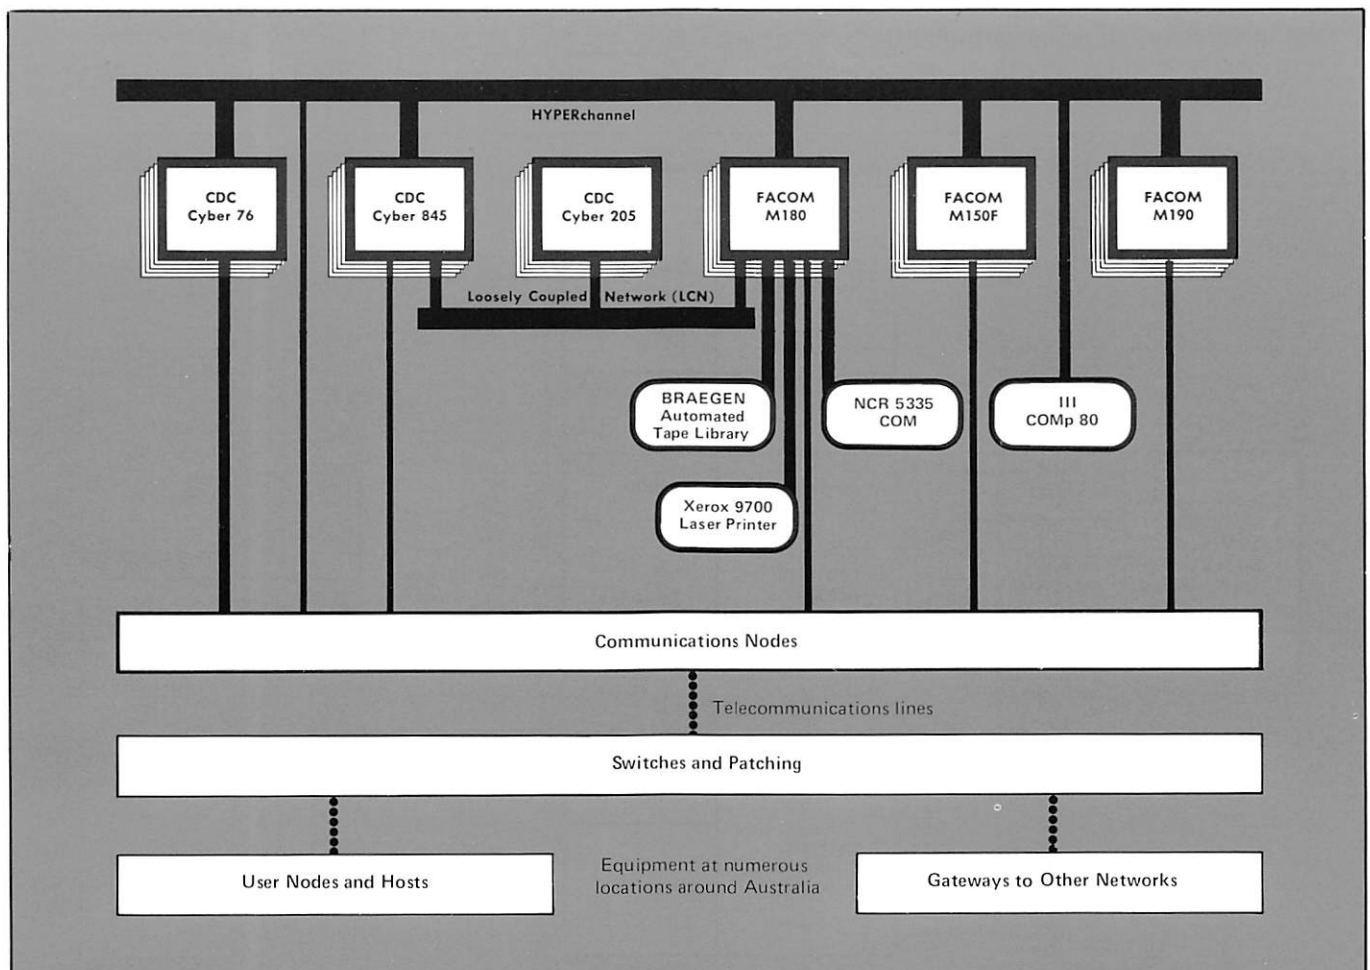 HYPERchannel
CDC
Cyber 76
CDC
Cyber 845
CDC
Cyber 205
FACOM
M180
FACOM
M150F
FACOM
M190
Loosely Coupled Network (LCN)
BRAEGEN
Automated
Tape Library
NCR 5335
COM
III
COMp 80
Xerox 9700
Laser Printer
Communications Nodes
Telecommunications lines
Switches and Patching
User Nodes and Hosts
Equipment at numerous
locations around Australia
Gateways to Other Networks